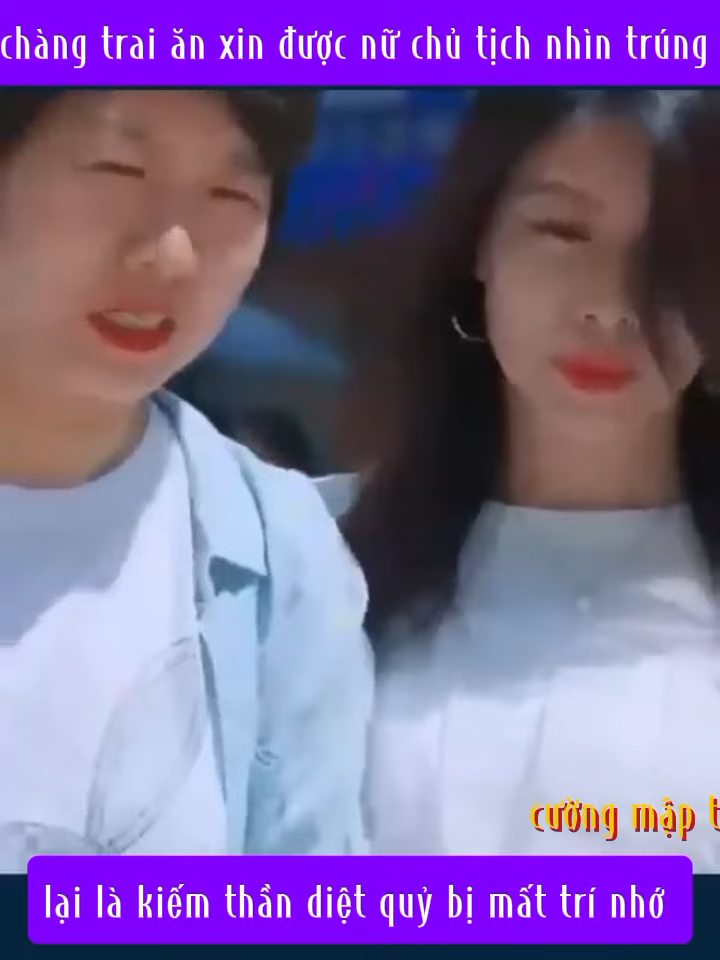 chàng trai ăn xin được nữ chủ tịch nhìn trúng
cường mập
lại là kiếm thần diệt quỷ bị mất trí nhớ